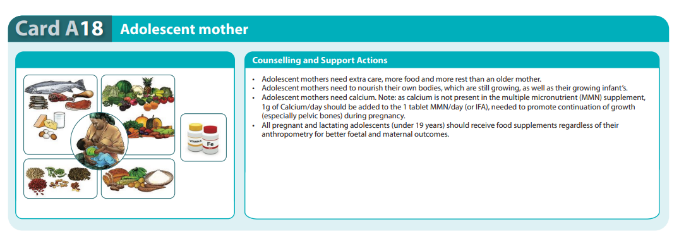 Card A18 Adolescent mother
Counselling and Support Actions
• Adolescent mothers need extra care, more food and more rest than an older mother.
• Adolescent mothers need to nourish their own bodies, which are still growing, as well as their growing infant's.
• Adolescent mothers need calcium. Note: as calcium is not present in the multiple micronutrient (MMN) supplement,
1g of Calcium/day should be added to the 1 tablet MMN/day (or IFA), needed to promote continuation of growth
(especially pelvic bones) during pregnancy.
• All pregnant and lactating adolescents (under 19 years) should receive food supplements regardless of their
anthropometry for better foetal and maternal outcomes.
Fe